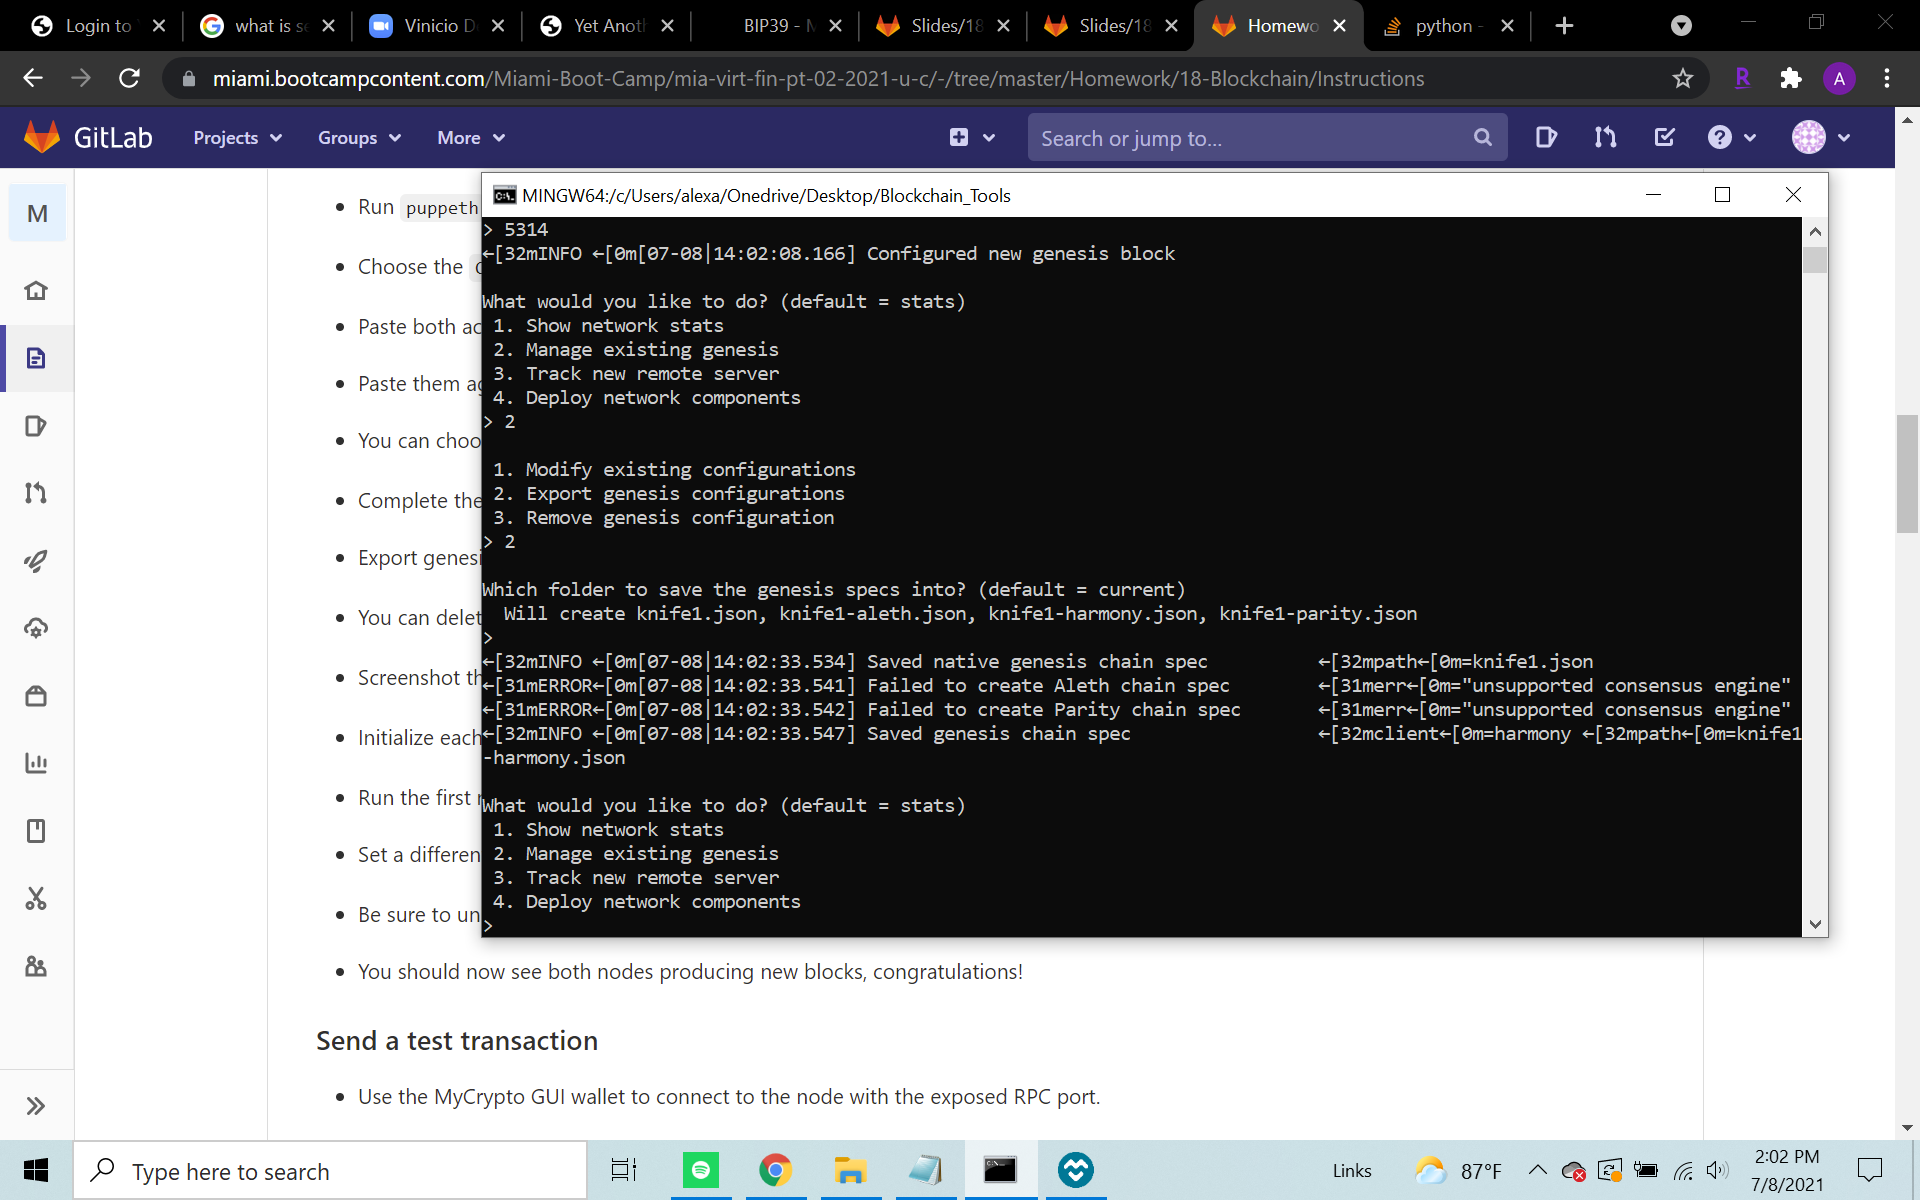 Login to
what is se
Vinicio D
Yet Anoth
BIP39 - M
Slides/18
Slides/18
Homewo
python -
miami.bootcampcontent.com/Miami-Boot-Camp/mia-virt-fin-pt-02-2021-u-c/-/tree/master/Homework/18-Blockchain/Instructions
R
A
GitLab
Projects
Groups
More
Search or jump to...
M
Run puppeth
Choose the
Paste both ac
Paste them ag
You can choo
Complete the
Export genesi
You can delet
Screenshot th
Initialize each
Run the first
Set a differen
Be sure to un
You should now see both nodes producing new blocks, congratulations!
Send a test transaction
Use the MyCrypto GUI wallet to connect to the node with the exposed RPC port.
MINGW64:/c/Users/alexa/Onedrive/Desktop/Blockchain_Tools
> 5314
←[32mINFO ←[0m[07-08|14:02:08.166] Configured new genesis block
What would you like to do? (default = stats)
1. Show network stats
2. Manage existing genesis
3. Track new remote server
4. Deploy network components
> 2
1. Modify existing configurations
2. Export genesis configurations
3. Remove genesis configuration
> 2
Which folder to save the genesis specs into? (default = current)
Will create knife1.json, knife1-aleth.json, knife1-harmony.json, knife1-parity.json
>
←[32mINFO ←[0m[07-08|14:02:33.534] Saved native genesis chain spec ←[32mpath←[0m=knife1.json
←[31mERROR←[0m[07-08|14:02:33.541] Failed to create Aleth chain spec ←[31merr←[0m="unsupported consensus engine"
←[31mERROR←[0m[07-08|14:02:33.542] Failed to create Parity chain spec ←[31merr←[0m="unsupported consensus engine"
←[32mINFO ←[0m[07-08|14:02:33.547] Saved genesis chain spec ←[32mclient←[0m=harmony ←[32mpath←[0m=knife1
-harmony.json
What would you like to do? (default = stats)
1. Show network stats
2. Manage existing genesis
3. Track new remote server
4. Deploy network components
>
Type here to search
Links
87°F
2:02 PM
7/8/2021